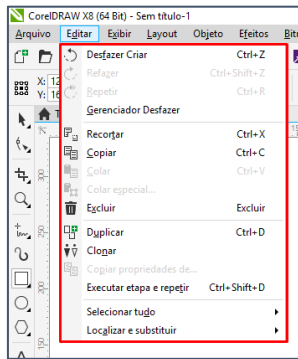 CorelDRAW X8 (64 Bit) - Sem título-1
Arquivo Editar Exibir Layout Objeto Efeitos
Desfazer Criar Ctrl+Z
Refazer Ctrl+Shift+Z
X:
Repetir Ctrl+R
Y:
Gerenciador Desfazer
Recortar Ctrl+X
Copiar Ctrl+C
Colar Ctrl+V
Colar especial...
Excluir Excluir
Duplicar Ctrl+D
Clonar
Copiar propriedades de...
Executar etapa e repetir Ctrl+Shift+D
Selecionar tudo
Localizar e substituir